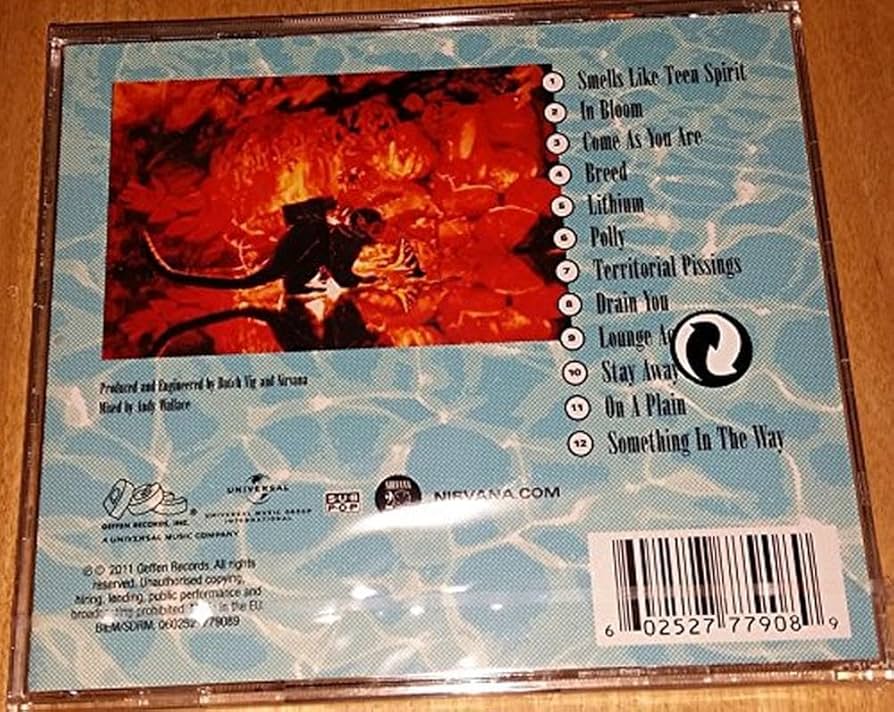 1 Smells Like Teen Spirit
2 In Bloom
3 Come As You Are
4 Breed
5 Lithium
6 Polly
7 Territorial Pissings
8 Drain You
9 Lounge
10 Stay Away
11 On A Plain
12 Something In The Way
Produced and Engineered by Butch Vig and Nirvana
Mixed by Andy Wallace
GEFFEN RECORDS, INC.®
A UNIVERSAL MUSIC COMPANY
UNIVERSAL
UNIVERSAL MUSIC GROUP
INTERNATIONAL
SUB
POP
NIRVANA
NIRVANA.COM
℗ © 2011 Geffen Records. All rights
reserved. Unauthorised copying,
hiring, lending, public performance and
prohibited. in the EU.
BIEM/SDRM.
6 02527 77908 9